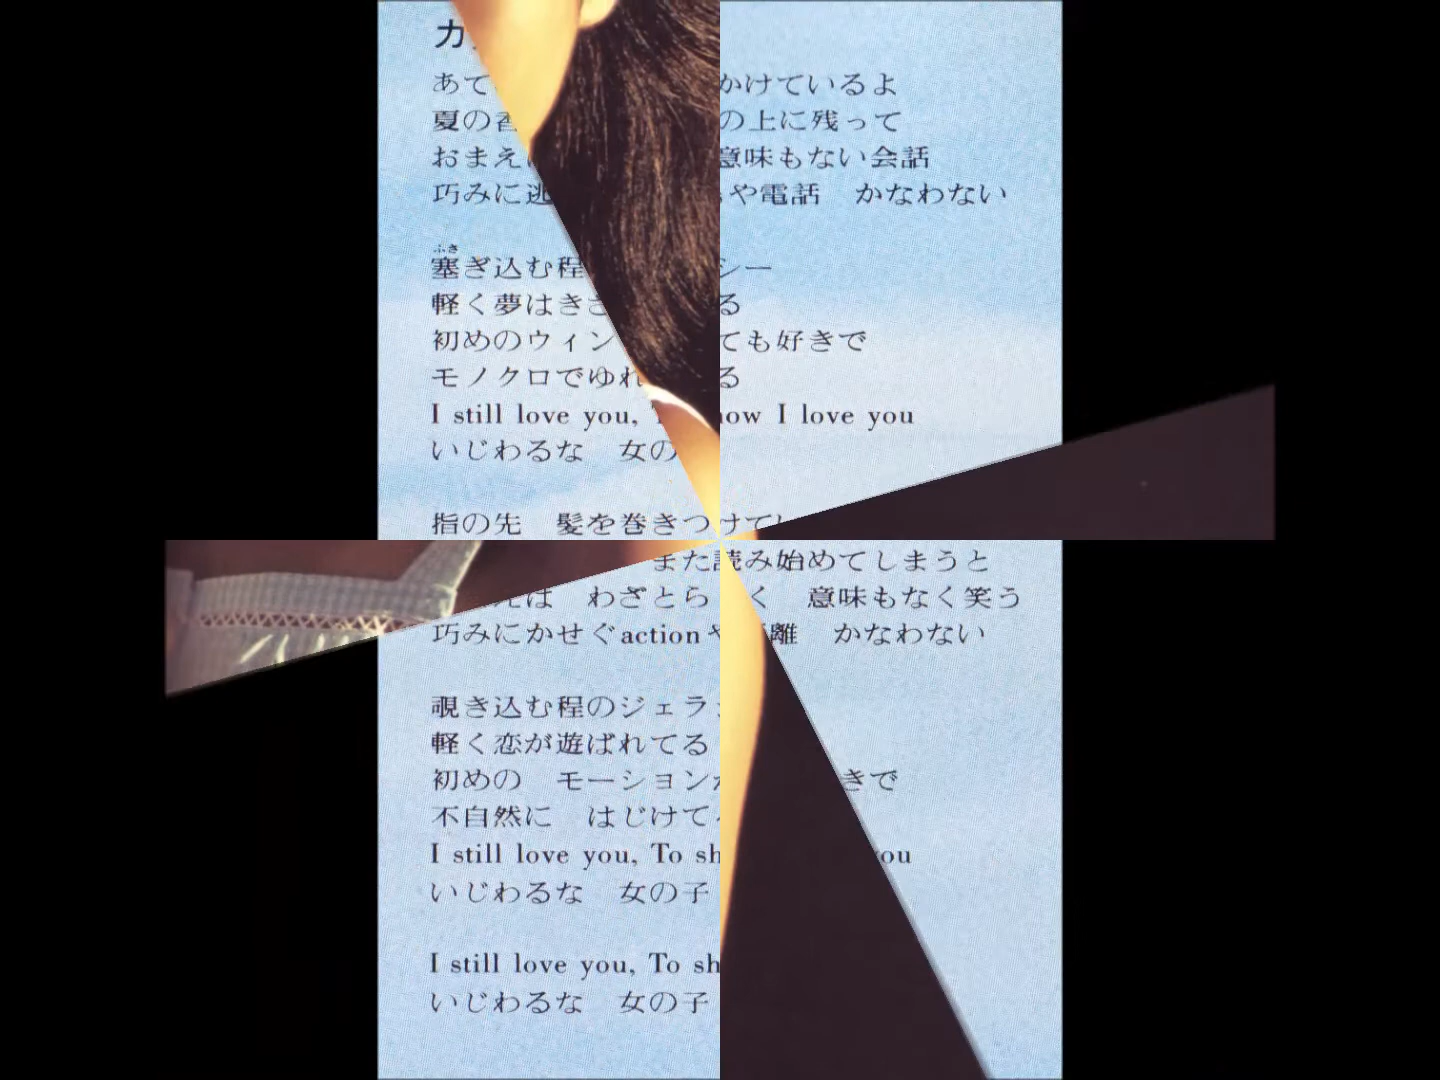 カ
あて かけているよ
夏の香 の上に残って
おまえ 意味もない会話
巧みに逃 や電話　かなわない
ふさ
塞ぎ込む程 シー
軽く夢はきさ る
初めのウィン ても好きで
モノクロでゆれ る
I still love you, I love you
いじわるな　女の
指の先　髪を巻きつけて
また読み始めてしまうと
わざとら く　意味もなく笑う
巧みにかせぐaction 離　かなわない
覗き込む程のジェラ
軽く恋が遊ばれてる
初めの　モーション きで
不自然に　はじけて
I still love you, To sh you
いじわるな　女の子
I still love you, To sh
いじわるな　女の子